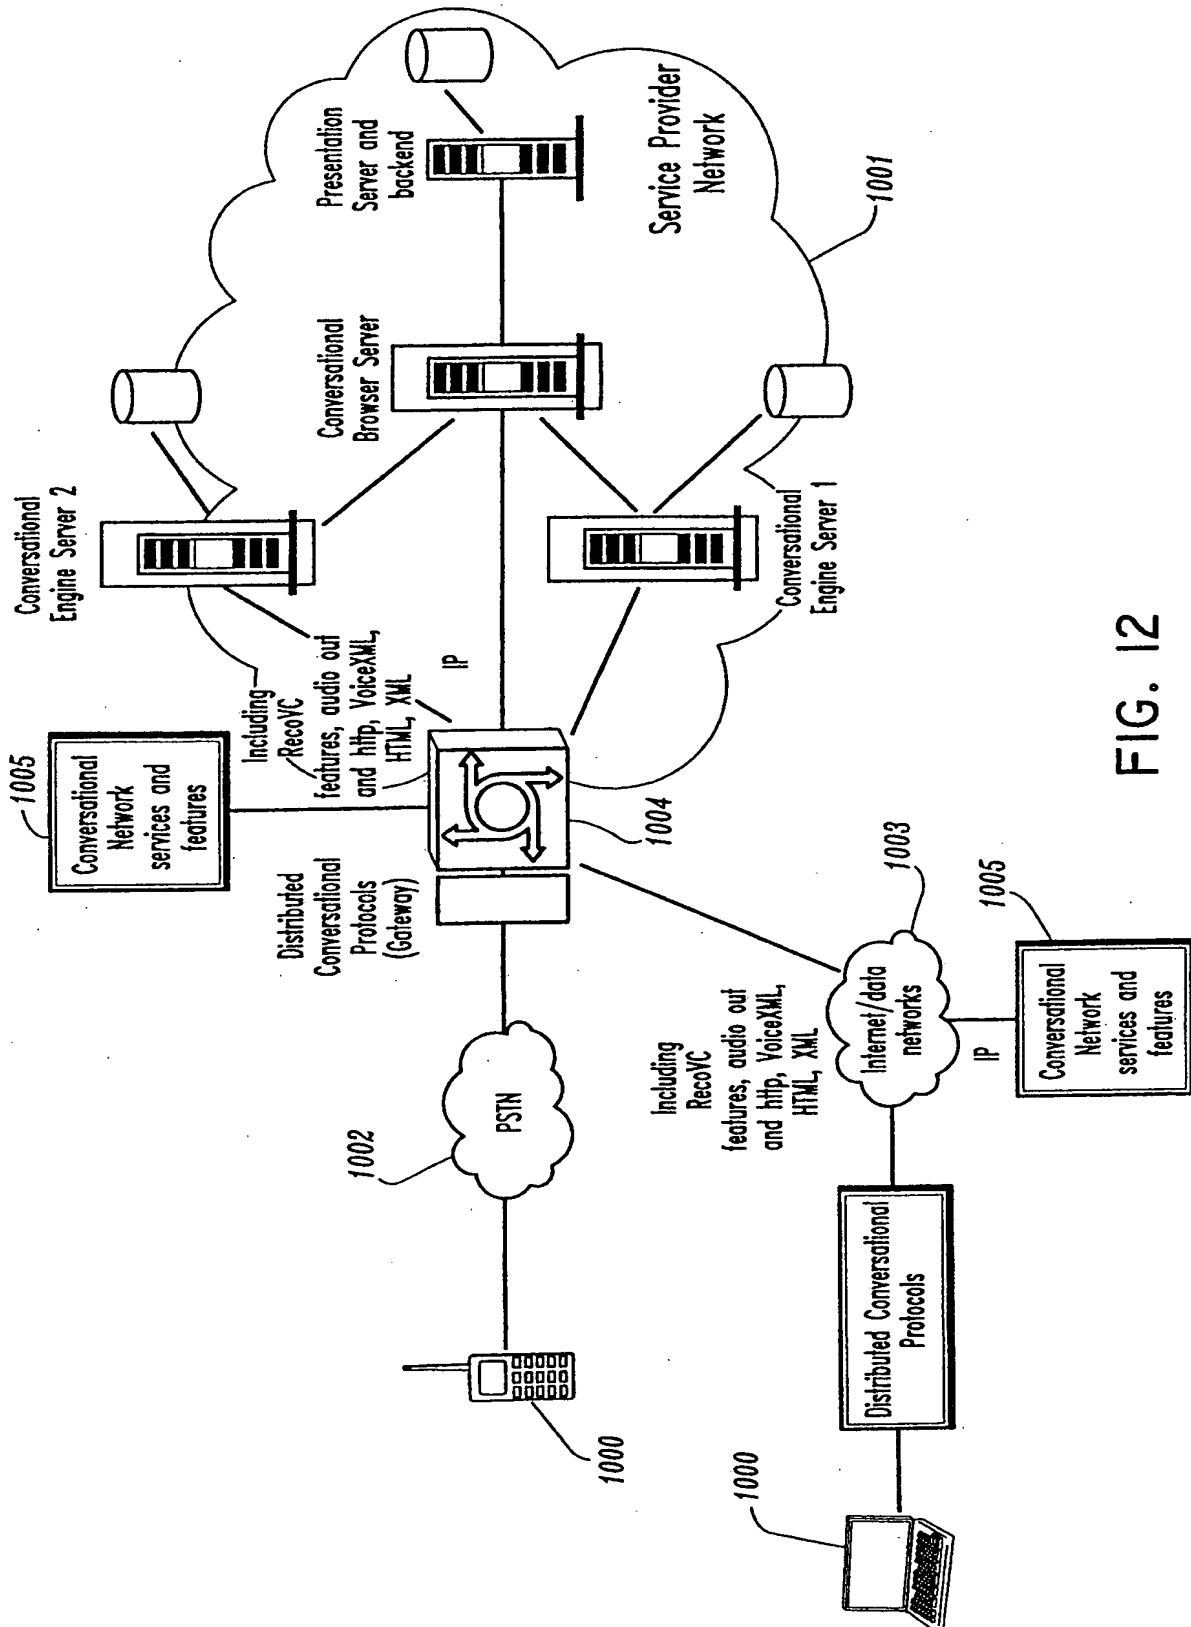 1005
Conversational
Network
services and
features
Conversational
Engine Server 2
Including
RecoVC
features, audio out
and http, VoiceXML,
HTML, XML
IP
Conversational
Browser Server
Presentation
Server and
backend
Service Provider
Network
1001
Conversational
Engine Server 1
Distributed
Conversational
Protocols
(Gateway)
1004
1002
PSTN
1000
Including
RecoVC
features, audio out
and http, VoiceXML,
HTML, XML
Internet/data
networks
1003
IP
1005
Conversational
Network
services and
features
Distributed Conversational
Protocols
1000
FIG. 12